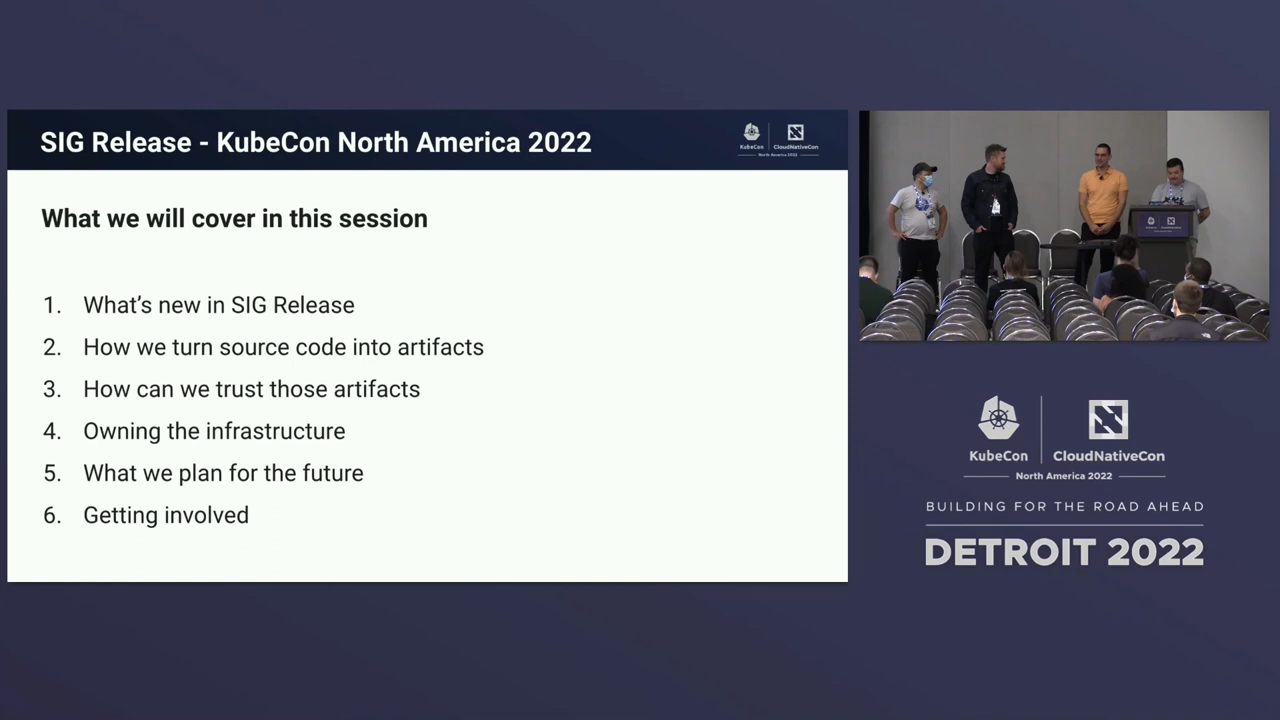 SIG Release - KubeCon North America 2022
KubeCon
CloudNativeCon
North America 2022
What we will cover in this session
1. What's new in SIG Release
2. How we turn source code into artifacts
3. How can we trust those artifacts
4. Owning the infrastructure
5. What we plan for the future
6. Getting involved
KubeCon
CloudNativeCon
North America 2022
BUILDING FOR THE ROAD AHEAD
DETROIT 2022